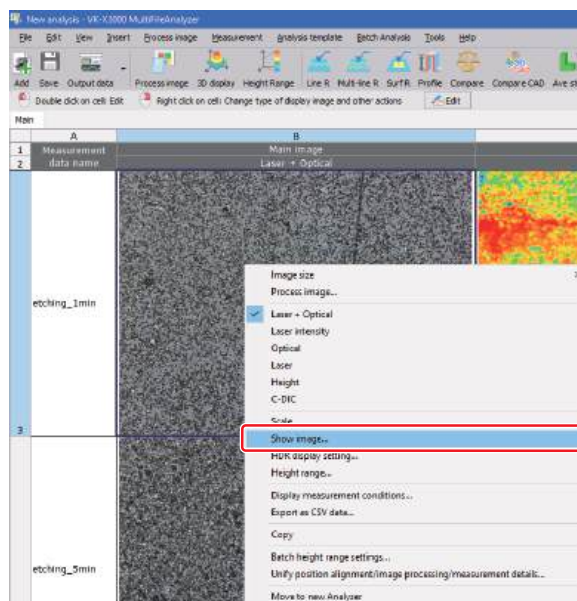 New analysis - VK-X3000 MultiFileAnalyzer
File Edit View Insert Process image Measurement Analysis template Batch Analysis Tools Help
Add Save Output data Process image 3D display Height Range Line R Multi-line R Surf R Profile Compare Compare CAD Ave st
Double click on cell: Edit Right click on cell: Change type of display image and other actions Edit
Main
A B
1 Measurement Main image
2 data name Laser + Optical
Image size
Process image...
etching_1min
Laser + Optical
Laser intensity
Optical
Laser
Height
C-DIC
Scale
3
Show image...
HDR display setting...
Height range...
Display measurement conditions...
Export as CSV data...
Copy
Batch height range settings...
etching_5min
Unify position alignment/image processing/measurement details...
Move to new Analyzer